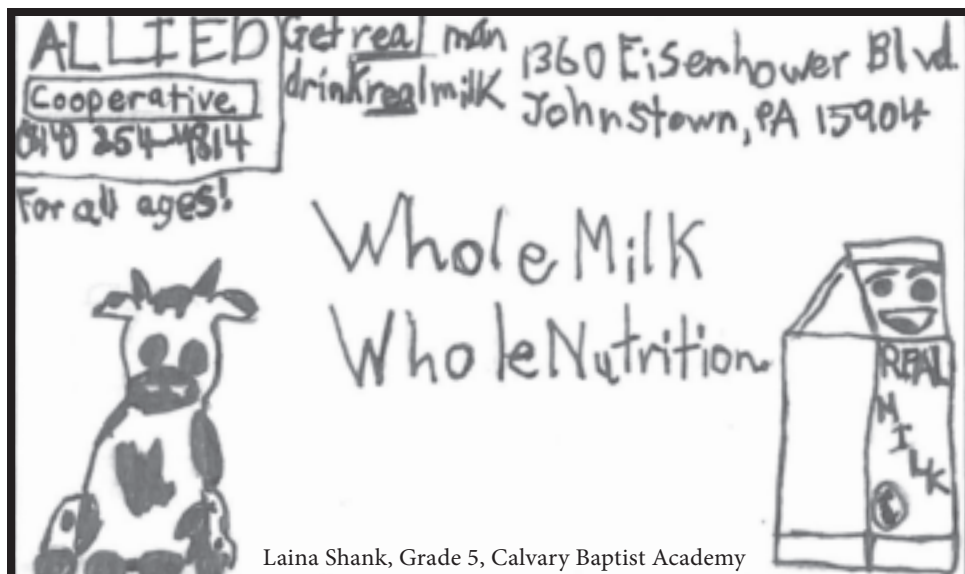 ALLIED
Cooperative
254-4814
For all ages!
Get real man
drink real milk
1360 Eisenhower Blvd.
Johnstown, PA 15904
Whole Milk
Whole Nutrition.
REAL
MILK
Laina Shank, Grade 5, Calvary Baptist Academy